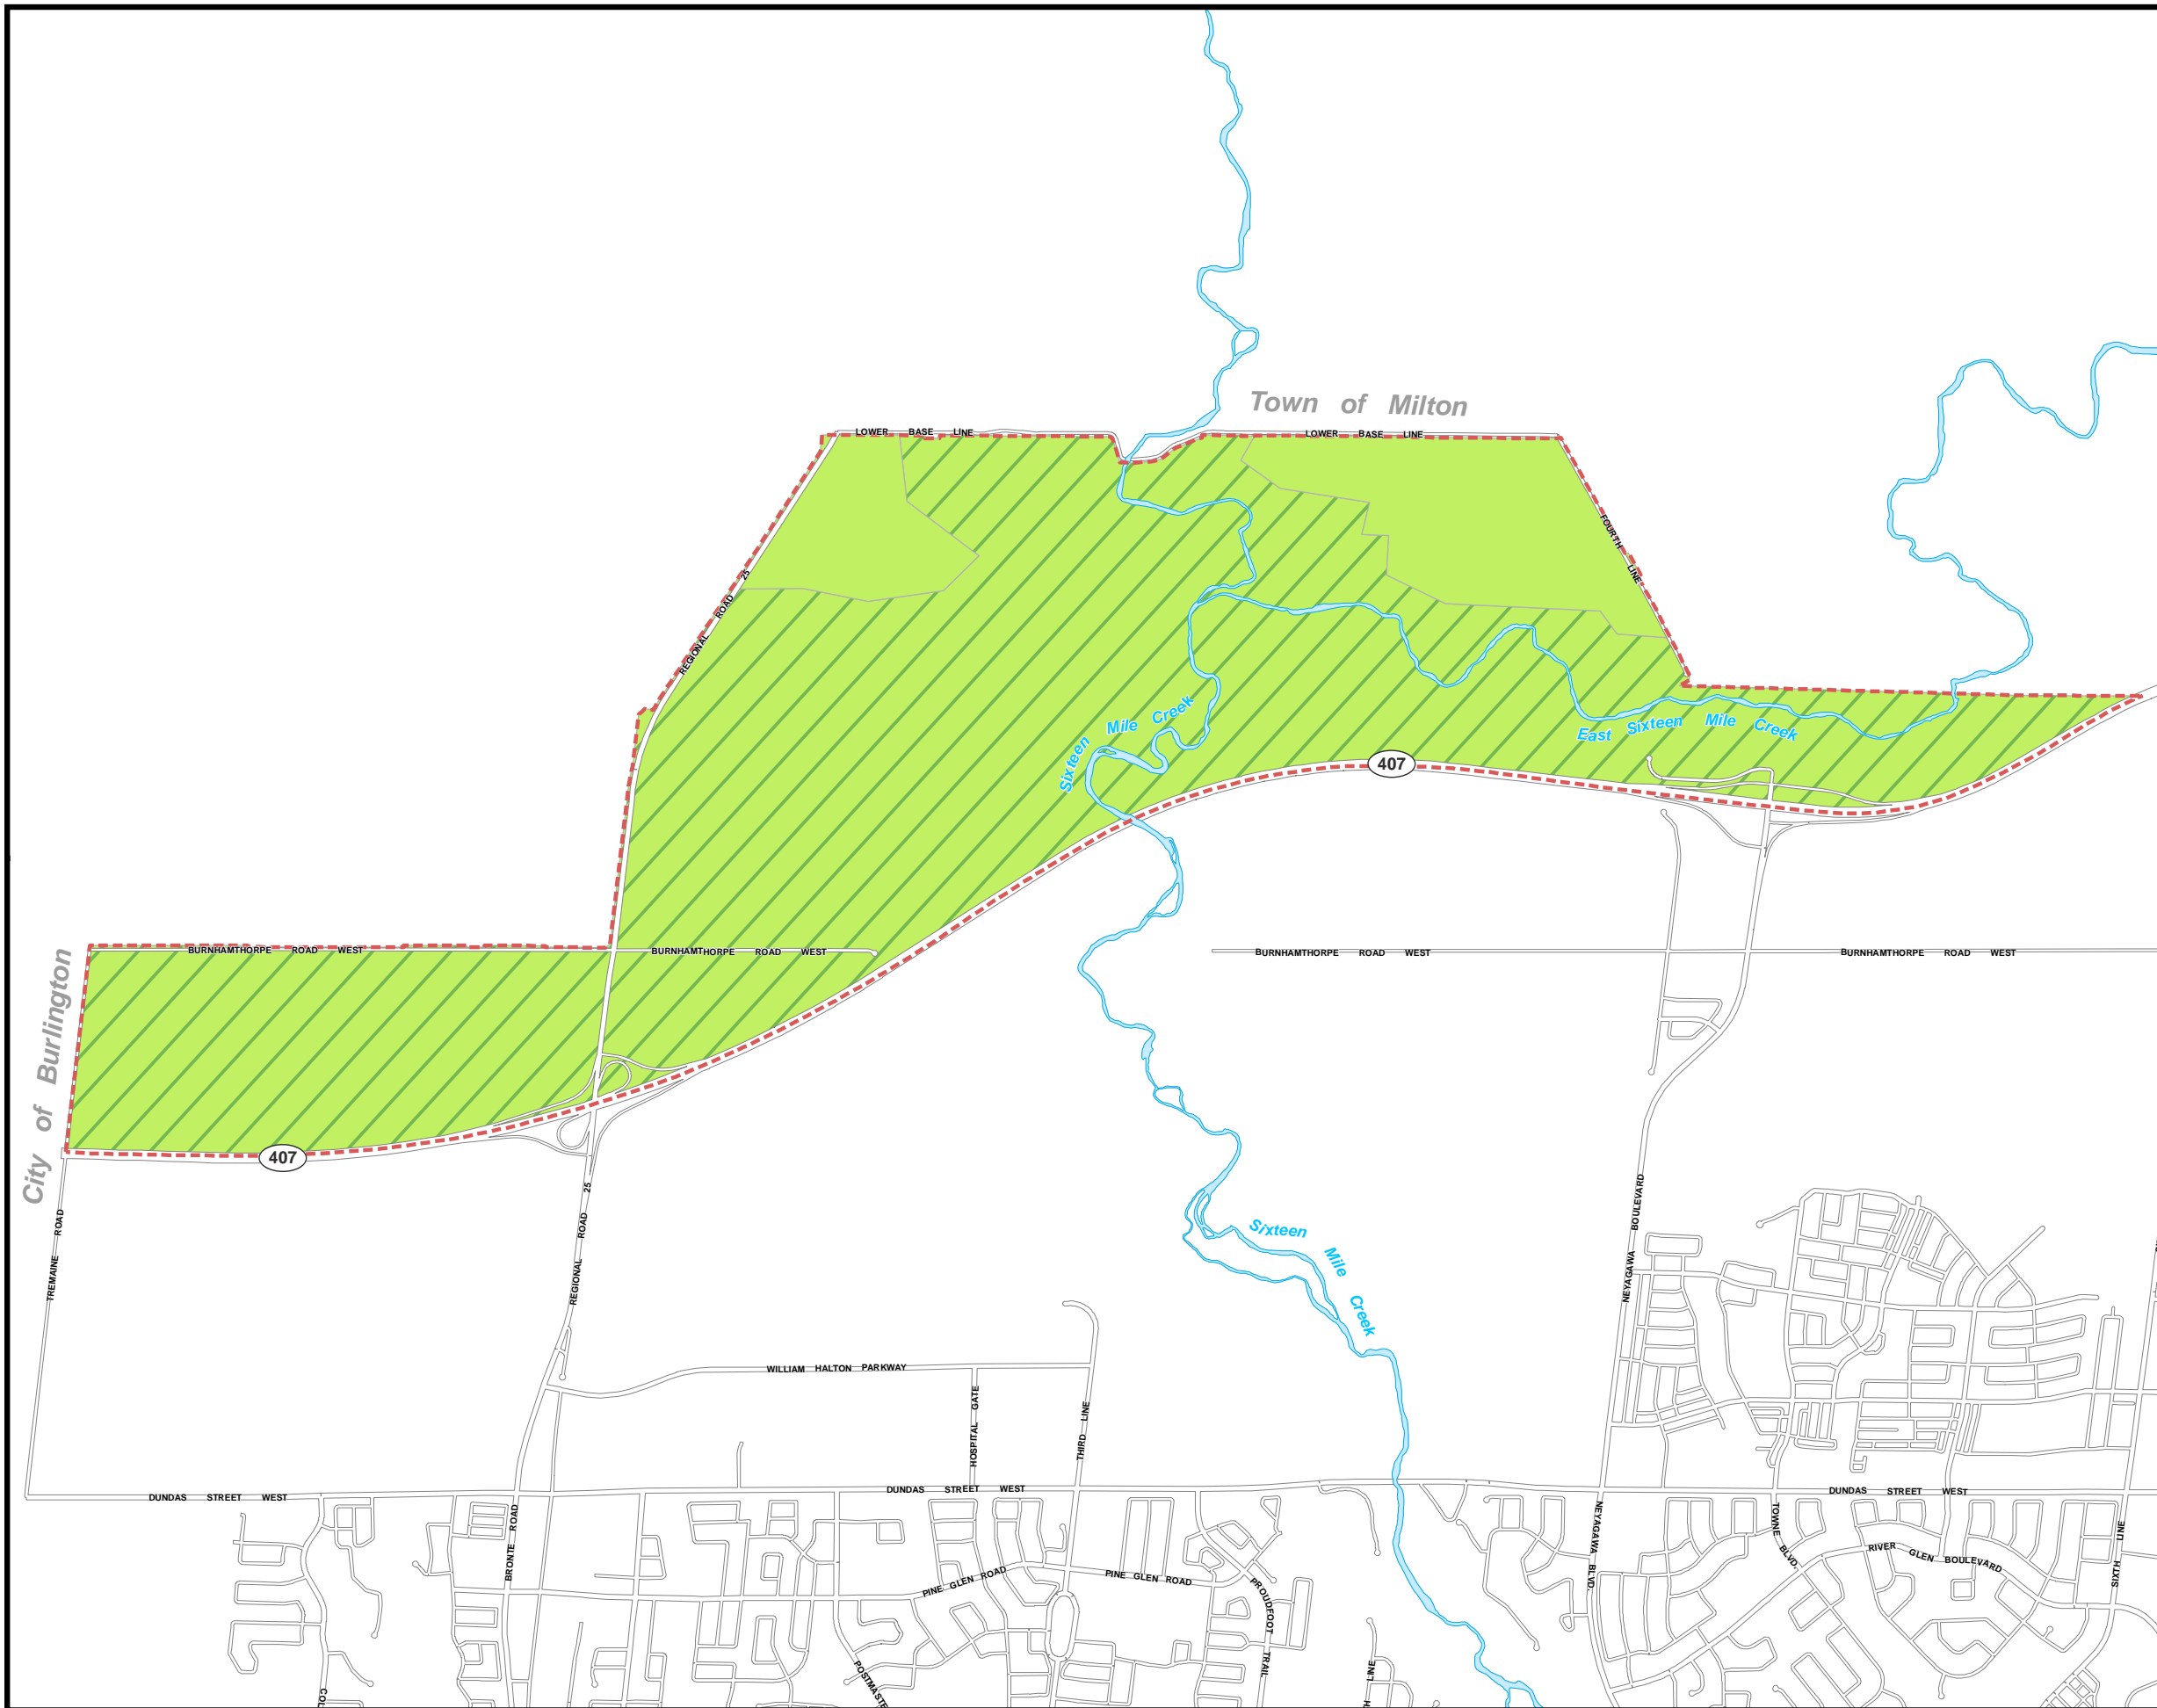 Town of Milton
LOWER BASE LINE
LOWER BASE LINE
FOURTH LINE
REGIONAL ROAD 25
Sixteen Mile Creek
East Sixteen Mile Creek
407
BURNHAMTHORPE ROAD WEST
BURNHAMTHORPE ROAD WEST
BURNHAMTHORPE ROAD WEST
BURNHAMTHORPE ROAD WEST
City of Burlington
407
TREMAINE ROAD
REGIONAL ROAD 25
Sixteen Mile Creek
NEYAGAWA BOULEVARD
WILLIAM HALTON PARKWAY
HOSPITAL GATE
THIRD LINE
DUNDAS STREET WEST
DUNDAS STREET WEST
DUNDAS STREET WEST
BRONTE ROAD
NEYAGAWA BLVD.
TOWNE BLVD.
RIVER GLEN BOULEVARD
SIXTH LINE
PINE GLEN ROAD
PINE GLEN ROAD
PROUDFOOT TRAIL
POSTMASTE
H LINE
COL